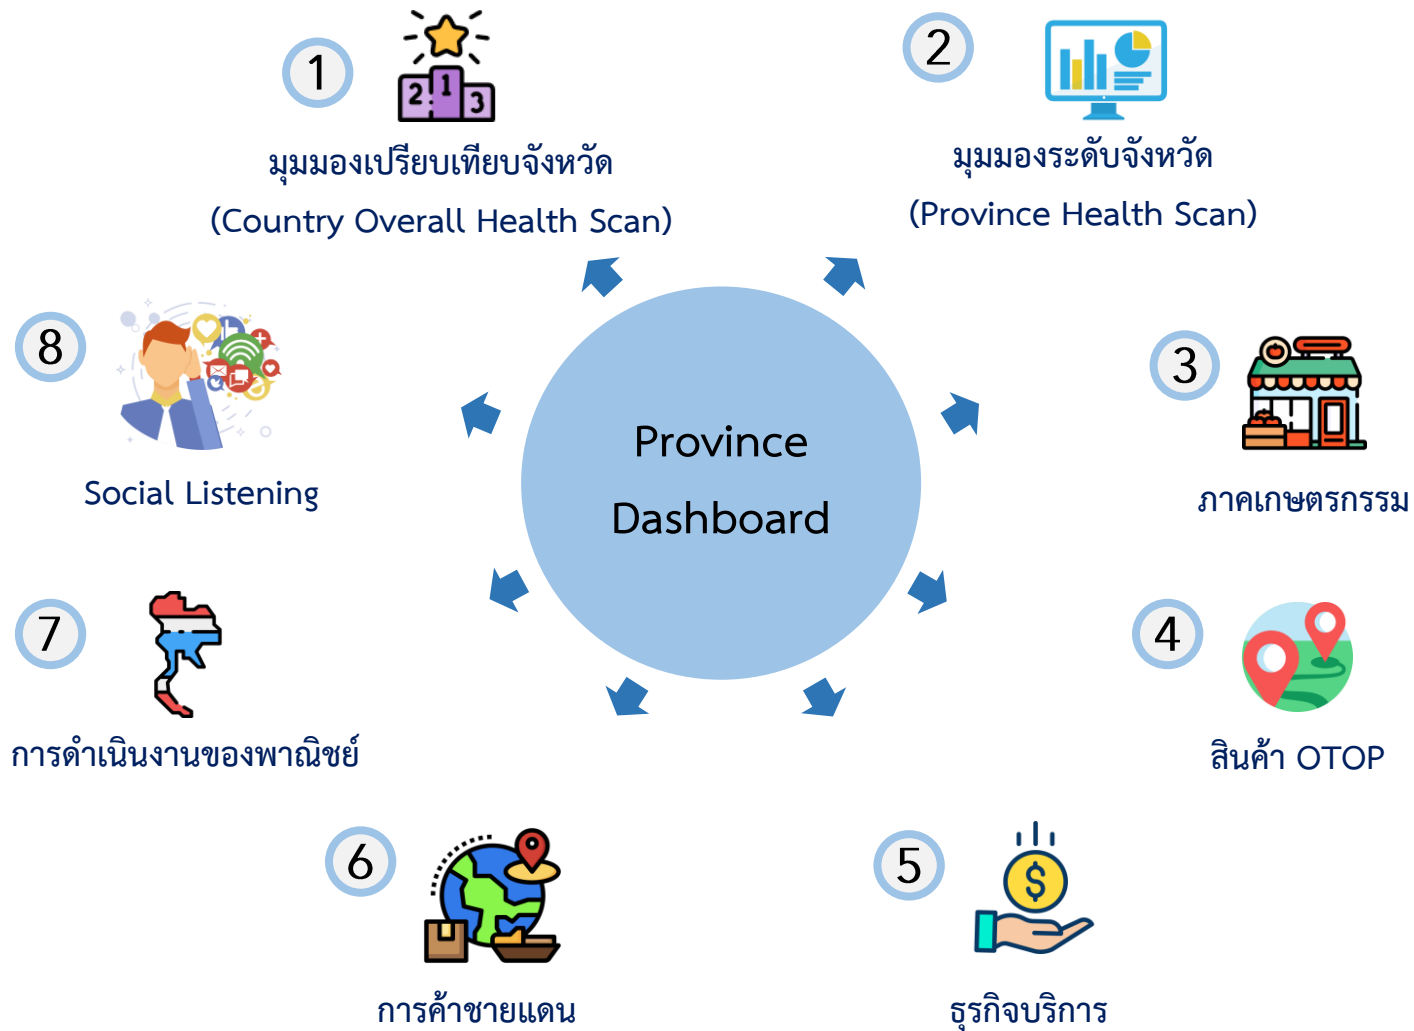 1
2 1 3
มุมมองเปรียบเทียบจังหวัด
(Country Overall Health Scan)
2
มุมมองระดับจังหวัด
(Province Health Scan)
3
ภาคเกษตรกรรม
4
สินค้า OTOP
5
ธุรกิจบริการ
6
การค้าชายแดน
7
การดำเนินงานของพาณิชย์
8
Social Listening
Province
Dashboard